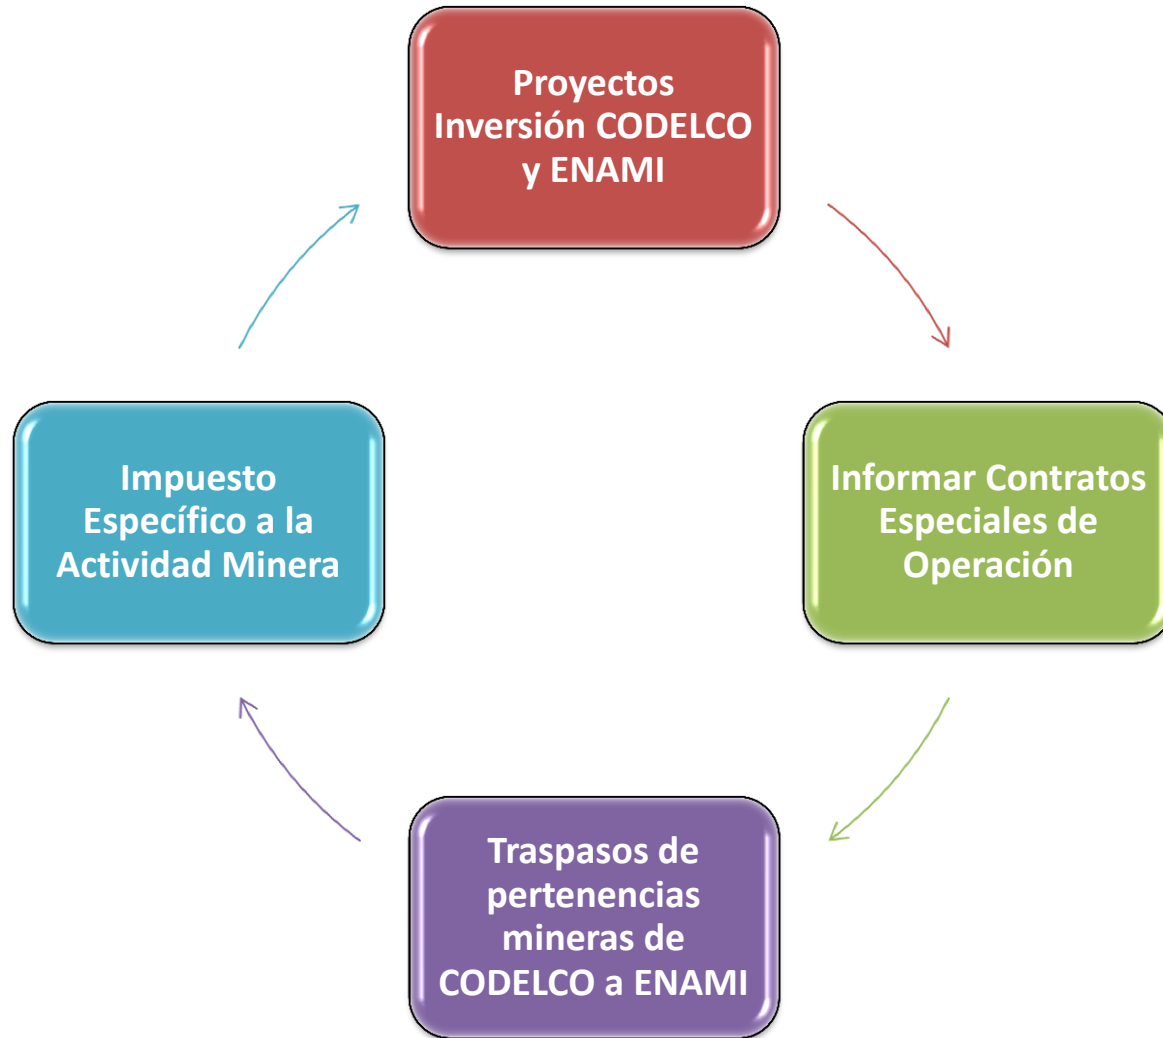 Proyectos
Inversión CODELCO
y ENAMI
Impuesto
Específico a la
Actividad Minera
Informar Contratos
Especiales de
Operación
Traspasos de
pertenencias
mineras de
CODELCO a ENAMI